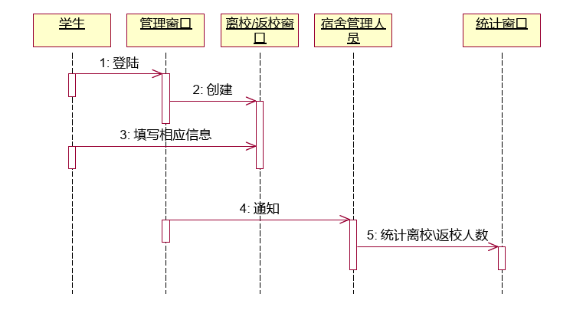 学生
管理窗口
离校/返校窗
口
宿舍管理人
员
统计窗口
1: 登陆
2: 创建
3: 填写相应信息
4: 通知
5: 统计离校\返校人数